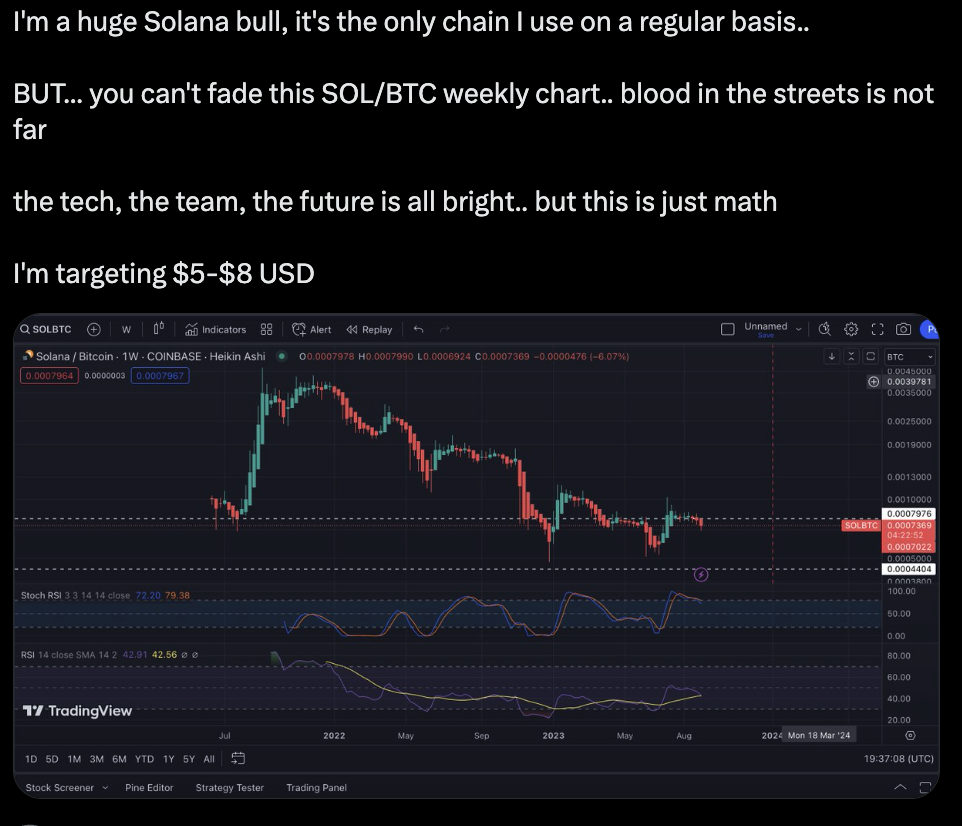 I'm a huge Solana bull, it's the only chain I use on a regular basis..
BUT... you can't fade this SOL/BTC weekly chart.. blood in the streets is not
far
the tech, the team, the future is all bright.. but this is just math
I'm targeting $5-$8 USD
SOLBTC W Indicators Alert Replay Unnamed
Save
Solana / Bitcoin · 1W · COINBASE · Heikin Ashi O0.0007978 H0.0007990 L0.0006924 C0.0007369 −0.0000476 (−6.07%) BTC
0.0007964 0.0000003 0.0007967
0.0045000
0.0039781
0.0035000
0.0025000
0.0019000
0.0013000
0.0010000
0.0007976
SOLBTC 0.0007369
04:22:52
0.0007022
0.0005000
0.0004404
0.0003800
Stoch RSI 3 3 14 14 close 72.20 79.38
100.00
50.00
0.00
RSI 14 close SMA 14 2 42.91 42.56 ∅ ∅
80.00
60.00
40.00
20.00
TradingView
Jul 2022 May Sep 2023 May Aug 2024 Mon 18 Mar '24
1D 5D 1M 3M 6M YTD 1Y 5Y All 19:37:08 (UTC)
Stock Screener Pine Editor Strategy Tester Trading Panel